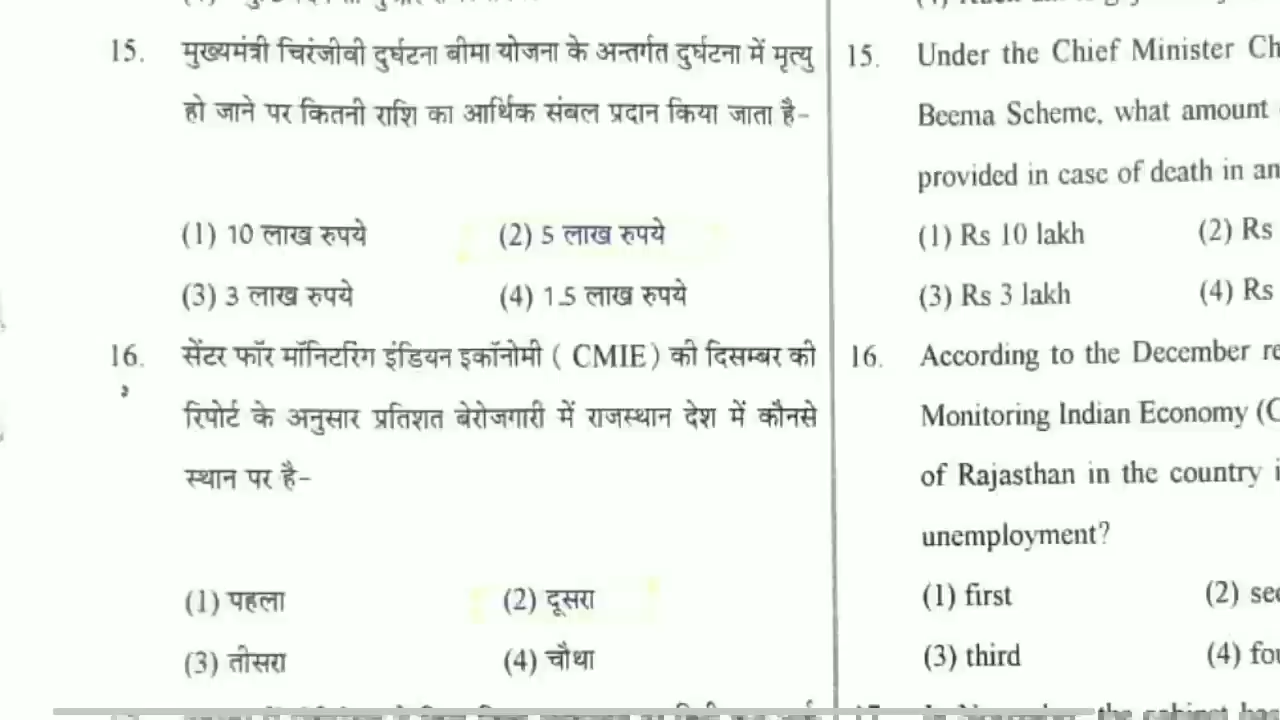 15. मुख्यमंत्री चिरंजीवी दुर्घटना बीमा योजना के अन्तर्गत दुर्घटना में मृत्यु
हो जाने पर कितनी राशि का आर्थिक संबल प्रदान किया जाता है-
(1) 10 लाख रुपये (2) 5 लाख रुपये
(3) 3 लाख रुपये (4) 1.5 लाख रुपये
16. सेंटर फॉर मॉनिटरिंग इंडियन इकॉनोमी ( CMIE) की दिसम्बर की
रिपोर्ट के अनुसार प्रतिशत बेरोजगारी में राजस्थान देश में कौनसे
स्थान पर है-
(1) पहला (2) दूसरा
(3) तीसरा (4) चौथा
15. Under the Chief Minister Ch
Beema Scheme, what amount
provided in case of death in an
(1) Rs 10 lakh (2) Rs
(3) Rs 3 lakh (4) Rs
16. According to the December re
Monitoring Indian Economy (C
of Rajasthan in the country i
unemployment?
(1) first (2) sec
(3) third (4) fou